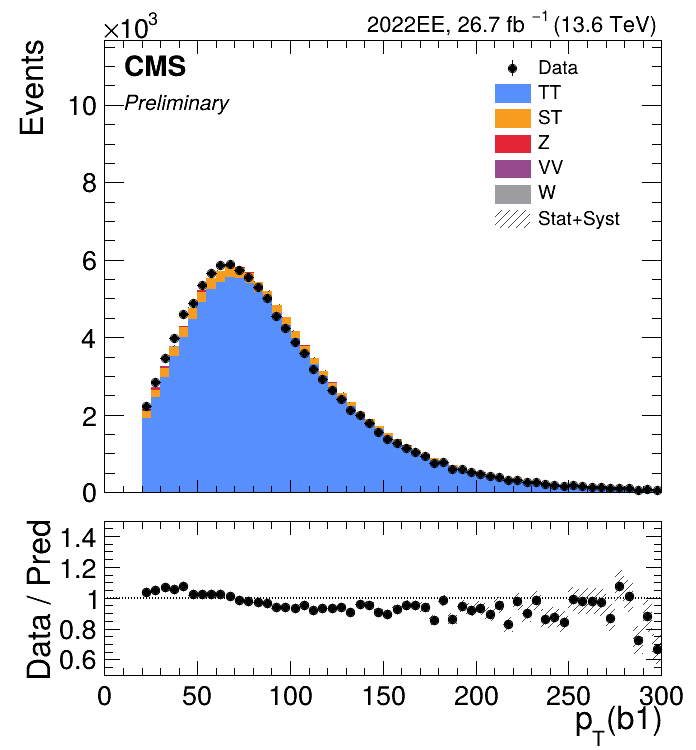 ×10³
2022EE, 26.7 fb⁻¹ (13.6 TeV)
CMS
Preliminary
Data
TT
ST
Z
VV
W
Stat+Syst
Events
10
8
6
4
2
0
Data / Pred
1.4
1.2
1
0.8
0.6
0 50 100 150 200 250 300
p_T(b1)